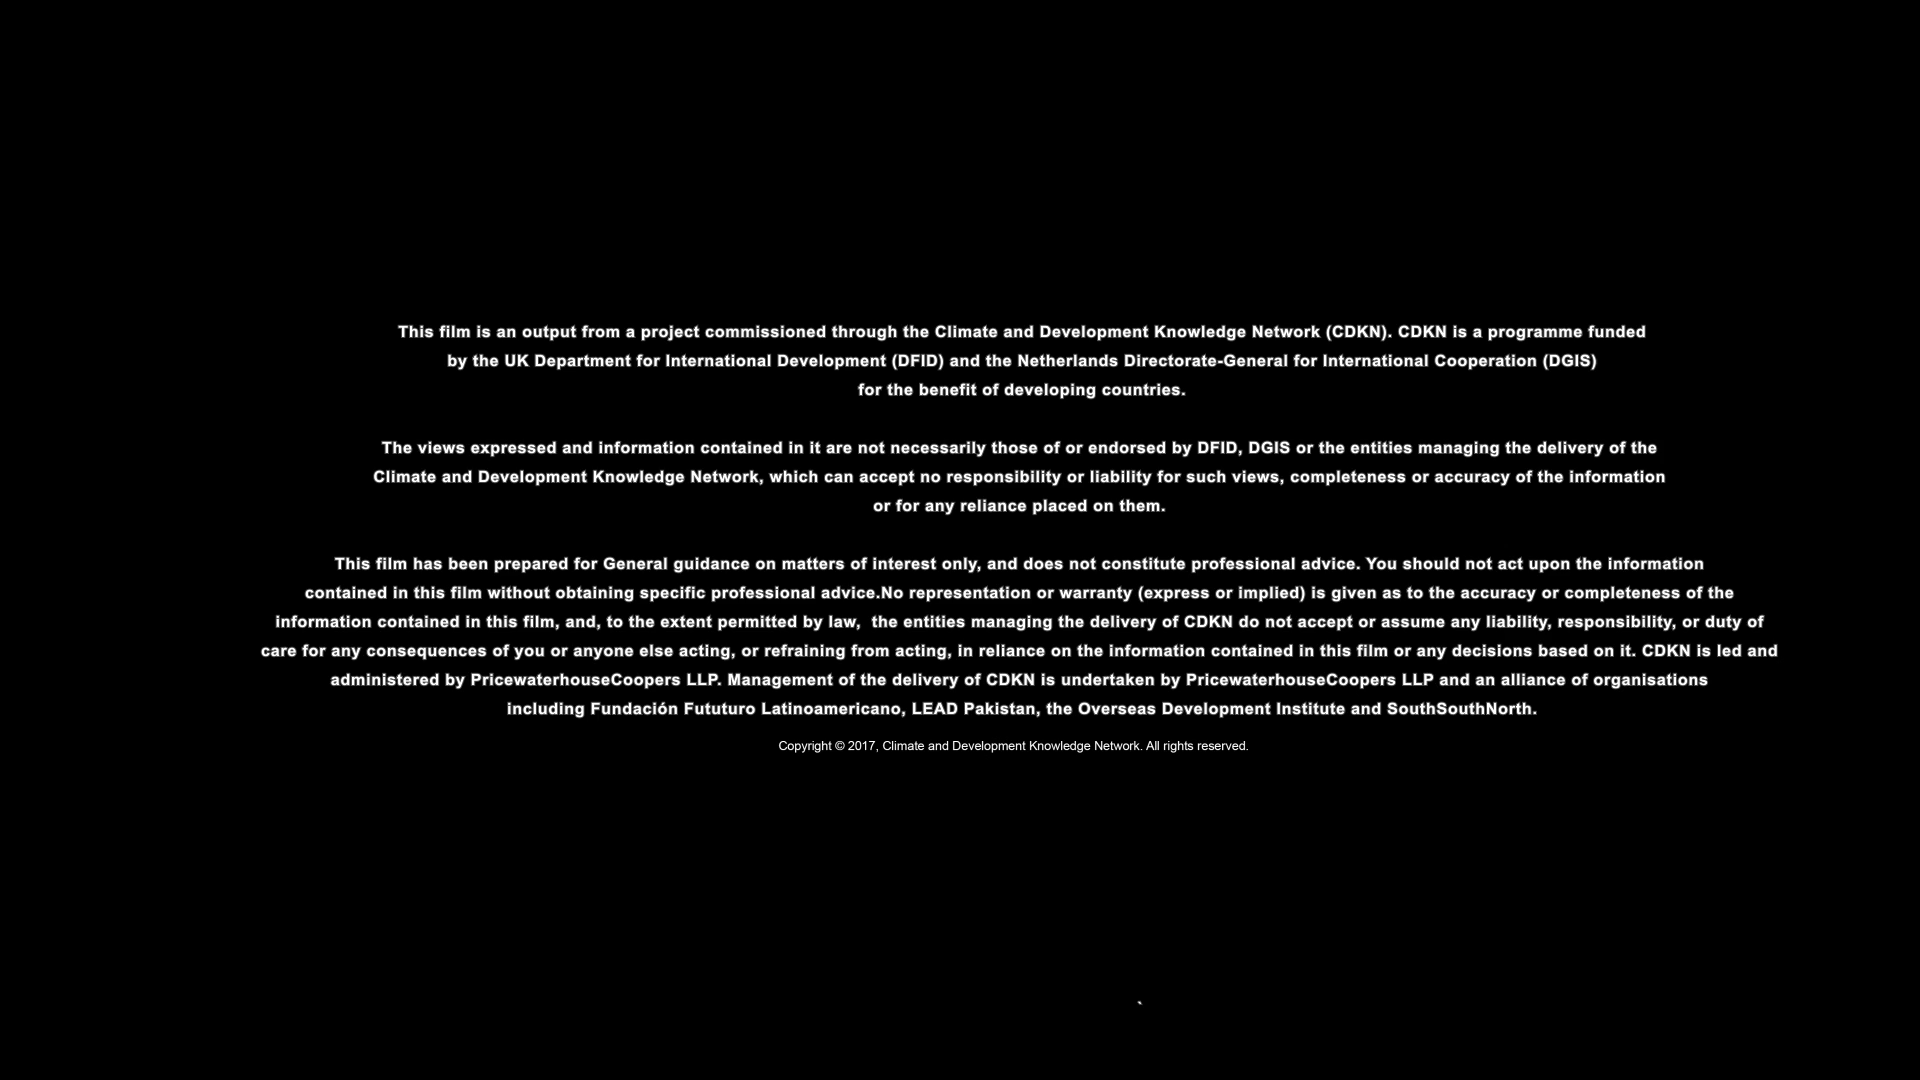 This film is an output from a project commissioned through the Climate and Development Knowledge Network (CDKN). CDKN is a programme funded
by the UK Department for International Development (DFID) and the Netherlands Directorate-General for International Cooperation (DGIS)
for the benefit of developing countries.
The views expressed and information contained in it are not necessarily those of or endorsed by DFID, DGIS or the entities managing the delivery of the
Climate and Development Knowledge Network, which can accept no responsibility or liability for such views, completeness or accuracy of the information
or for any reliance placed on them.
This film has been prepared for General guidance on matters of interest only, and does not constitute professional advice. You should not act upon the information
contained in this film without obtaining specific professional advice.No representation or warranty (express or implied) is given as to the accuracy or completeness of the
information contained in this film, and, to the extent permitted by law,  the entities managing the delivery of CDKN do not accept or assume any liability, responsibility, or duty of
care for any consequences of you or anyone else acting, or refraining from acting, in reliance on the information contained in this film or any decisions based on it. CDKN is led and
administered by PricewaterhouseCoopers LLP. Management of the delivery of CDKN is undertaken by PricewaterhouseCoopers LLP and an alliance of organisations
including Fundación Fututuro Latinoamericano, LEAD Pakistan, the Overseas Development Institute and SouthSouthNorth.
Copyright © 2017, Climate and Development Knowledge Network. All rights reserved.
`